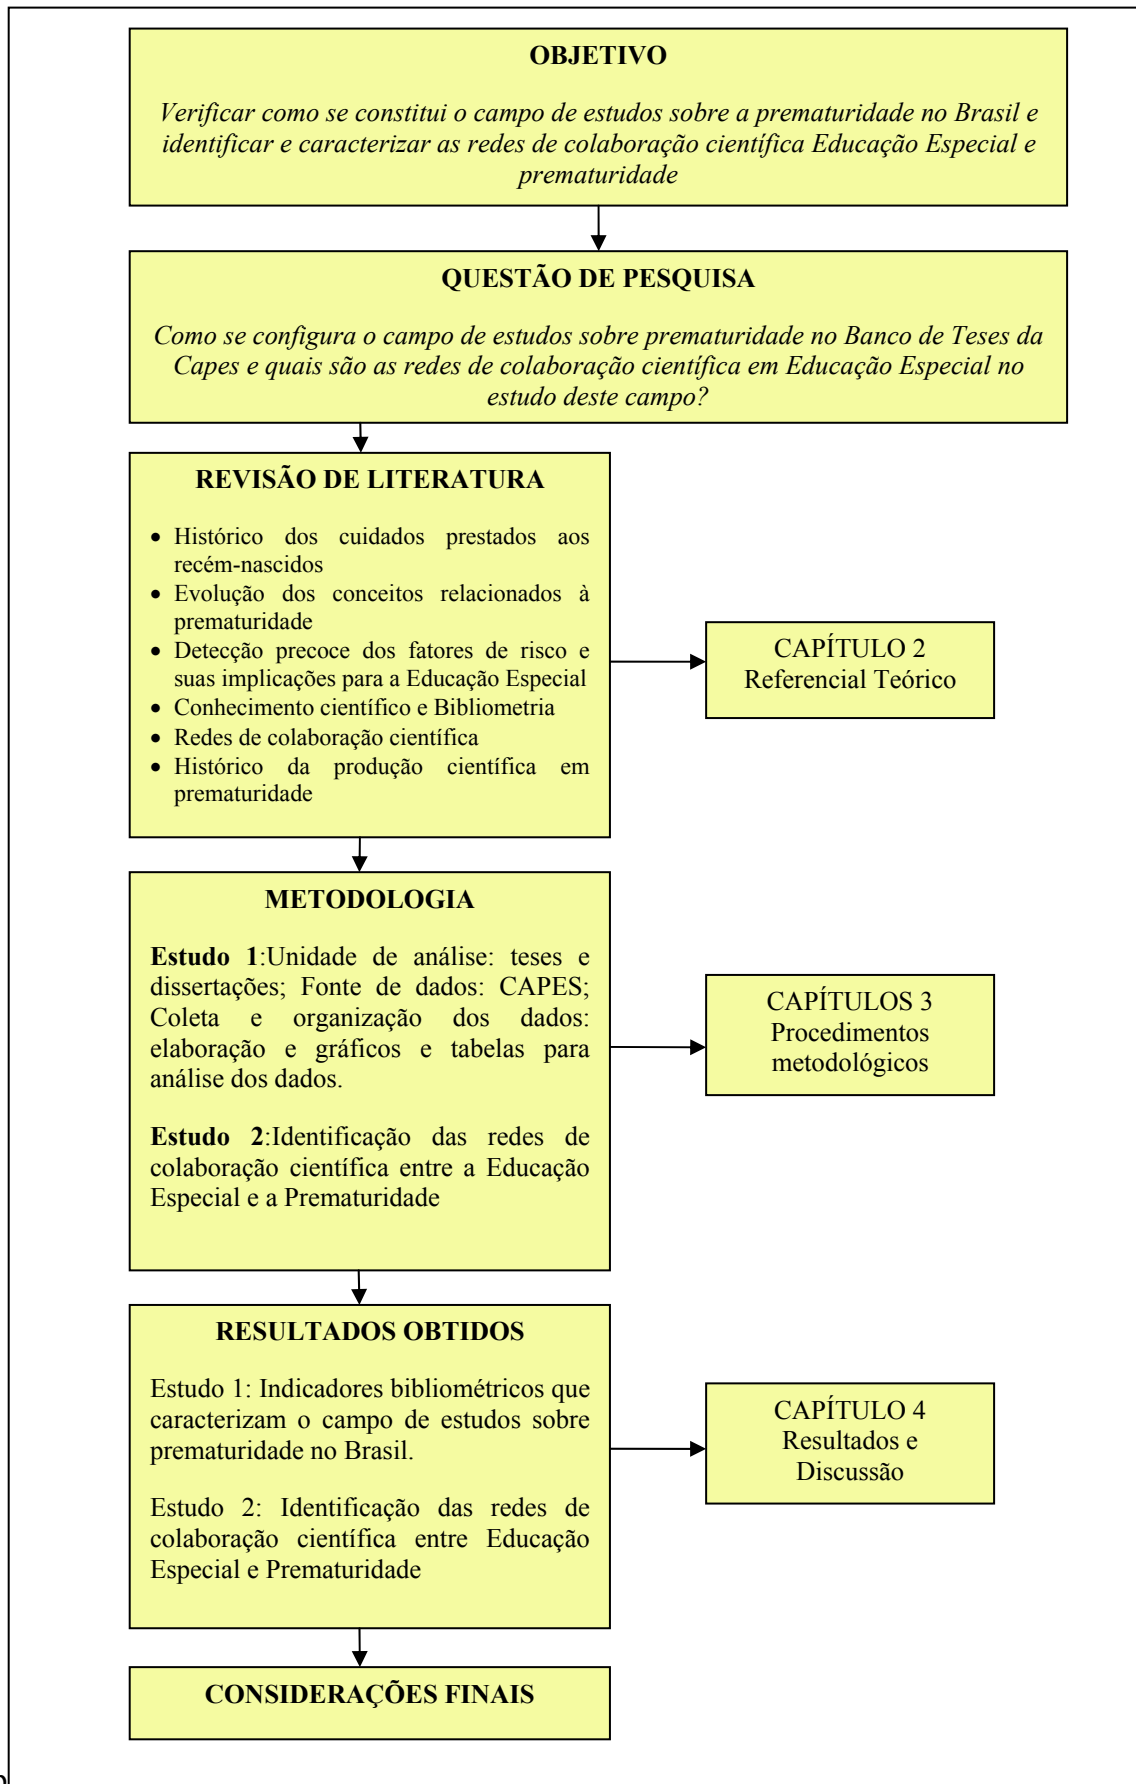 OBJETIVO
Verificar como se constitui o campo de estudos sobre a prematuridade no Brasil e
identificar e caracterizar as redes de colaboração científica Educação Especial e
prematuridade
QUESTÃO DE PESQUISA
Como se configura o campo de estudos sobre prematuridade no Banco de Teses da
Capes e quais são as redes de colaboração científica em Educação Especial no
estudo deste campo?
REVISÃO DE LITERATURA
• Histórico dos cuidados prestados aos
recém-nascidos
• Evolução dos conceitos relacionados à
prematuridade
• Detecção precoce dos fatores de risco e
suas implicações para a Educação Especial
• Conhecimento científico e Bibliometria
• Redes de colaboração científica
• Histórico da produção científica em
prematuridade
CAPÍTULO 2
Referencial Teórico
METODOLOGIA
Estudo 1:Unidade de análise: teses e
dissertações; Fonte de dados: CAPES;
Coleta e organização dos dados:
elaboração e gráficos e tabelas para
análise dos dados.
Estudo 2:Identificação das redes de
colaboração científica entre a Educação
Especial e a Prematuridade
CAPÍTULOS 3
Procedimentos
metodológicos
RESULTADOS OBTIDOS
Estudo 1: Indicadores bibliométricos que
caracterizam o campo de estudos sobre
prematuridade no Brasil.
Estudo 2: Identificação das redes de
colaboração científica entre Educação
Especial e Prematuridade
CAPÍTULO 4
Resultados e
Discussão
CONSIDERAÇÕES FINAIS